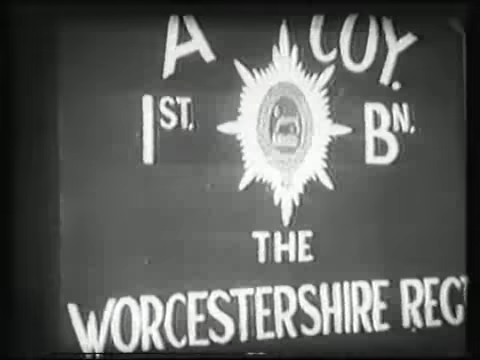 A COY.
1ST. BN.
THE
WORCESTERSHIRE REGT